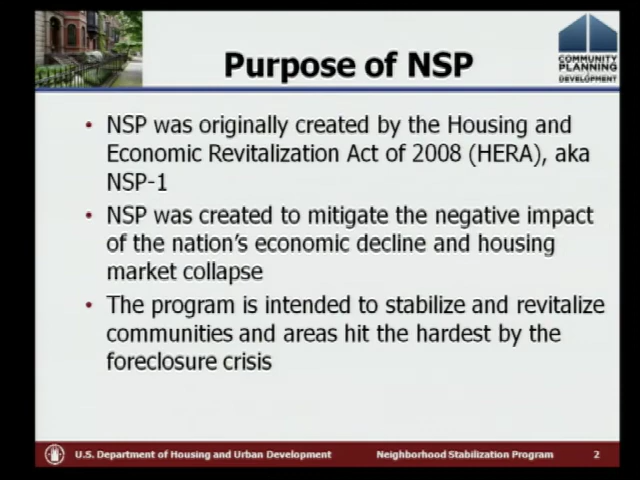 Purpose of NSP
COMMUNITY
PLANNING
DEVELOPMENT
• NSP was originally created by the Housing and
Economic Revitalization Act of 2008 (HERA), aka
NSP-1
• NSP was created to mitigate the negative impact
of the nation's economic decline and housing
market collapse
• The program is intended to stabilize and revitalize
communities and areas hit the hardest by the
foreclosure crisis
U.S. Department of Housing and Urban Development Neighborhood Stabilization Program 2